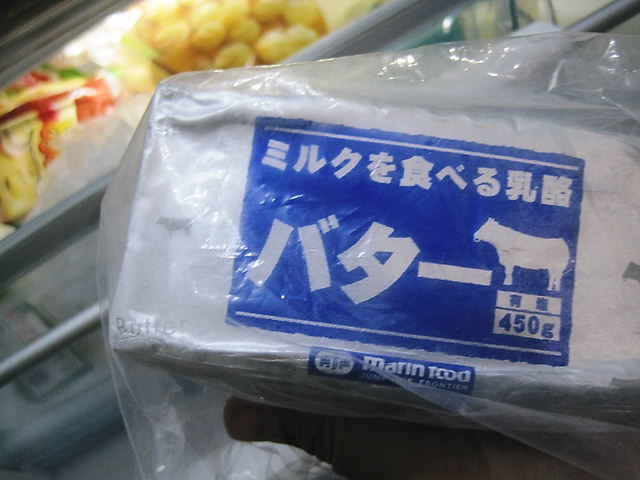 ミルクを食べる乳酪
バター
有塩
450g
Butter
marin food